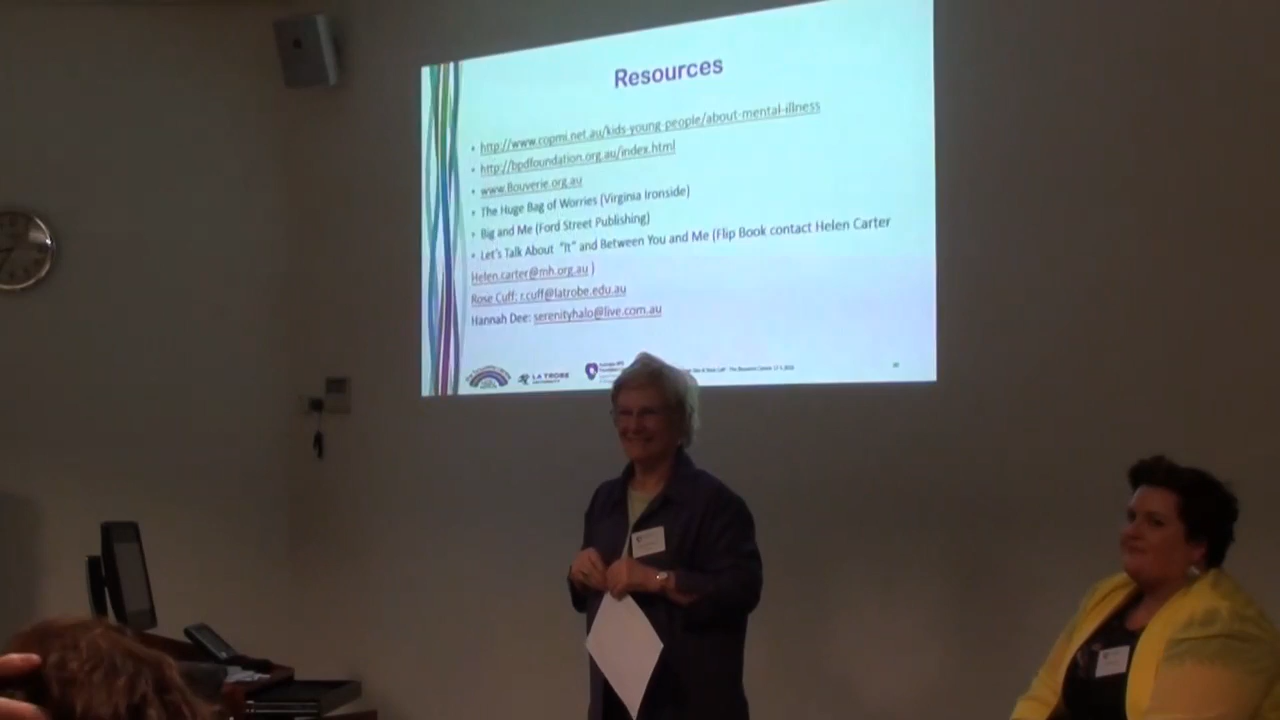 Resources
• http://www.copmi.net.au/kids-young-people/about-mental-illness
• http://bpdfoundation.org.au/index.html
• www.Bouverie.org.au
• The Huge Bag of Worries (Virginia Ironside)
• Big and Me (Ford Street Publishing)
• Let's Talk About "It" and Between You and Me (Flip Book contact Helen Carter
Helen.carter@mh.org.au )
Rose Cuff: r.cuff@latrobe.edu.au
Hannah Dee: serenityhalo@live.com.au
LA TROBE
UNIVERSITY